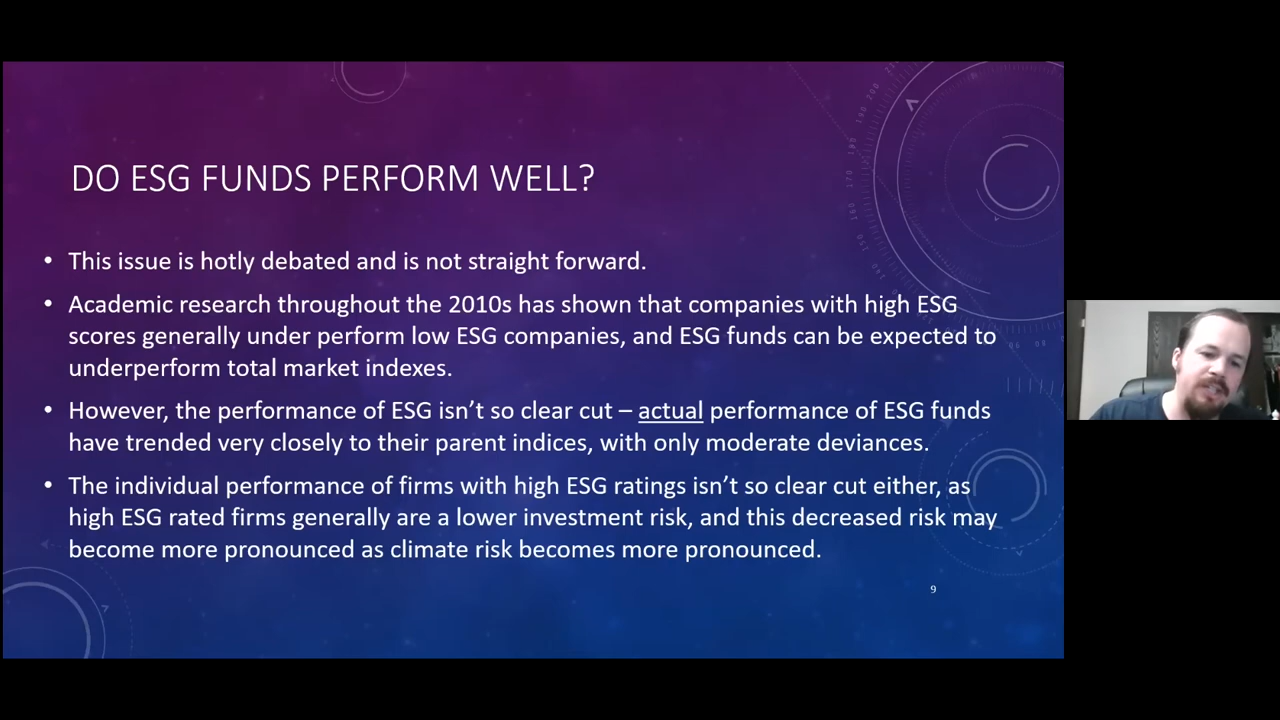 DO ESG FUNDS PERFORM WELL?
• This issue is hotly debated and is not straight forward.
• Academic research throughout the 2010s has shown that companies with high ESG
scores generally under perform low ESG companies, and ESG funds can be expected to
underperform total market indexes.
• However, the performance of ESG isn’t so clear cut – actual performance of ESG funds
have trended very closely to their parent indices, with only moderate deviances.
• The individual performance of firms with high ESG ratings isn’t so clear cut either, as
high ESG rated firms generally are a lower investment risk, and this decreased risk may
become more pronounced as climate risk becomes more pronounced.
9